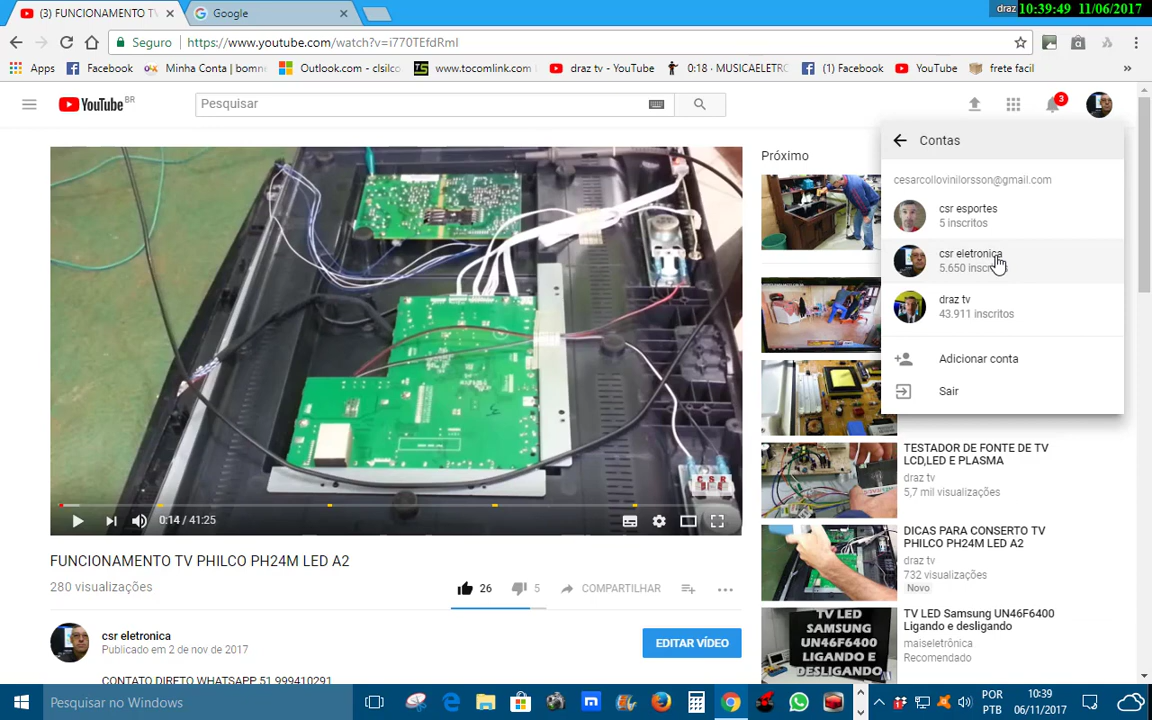 draz 10:39:49 11/06/2017
(3) FUNCIONAMENTO TV
Google
Seguro
https://www.youtube.com/watch?v=i770TEfdRmI
Apps
Facebook
Minha Conta | bomne
Outlook.com - clsilco
www.tocomlink.com
draz tv - YouTube
0:18 · MUSICAELETRO
(1) Facebook
YouTube
frete facil
»
YouTube BR
Pesquisar
3
Contas
cesarcollovinilorsson@gmail.com
csr esportes
5 inscritos
csr eletronica
5.650 inscritos
draz tv
43.911 inscritos
Adicionar conta
Sair
Próximo
CSR
0:14 / 41:25
FUNCIONAMENTO TV PHILCO PH24M LED A2
280 visualizações
26
5
COMPARTILHAR
csr eletronica
Publicado em 2 de nov de 2017
EDITAR VÍDEO
CONTATO DIRETO WHATSAPP 51 999410291
TESTADOR DE FONTE DE TV
LCD,LED E PLASMA
draz tv
5,7 mil visualizações
DICAS PARA CONSERTO TV
PHILCO PH24M LED A2
draz tv
732 visualizações
Novo
TV LED
SAMSUNG
UN46F6400
LIGANDO E
DESLIGANDO
TV LED Samsung UN46F6400
Ligando e desligando
maiseletrônica
Recomendado
Pesquisar no Windows
POR
PTB
10:39
06/11/2017